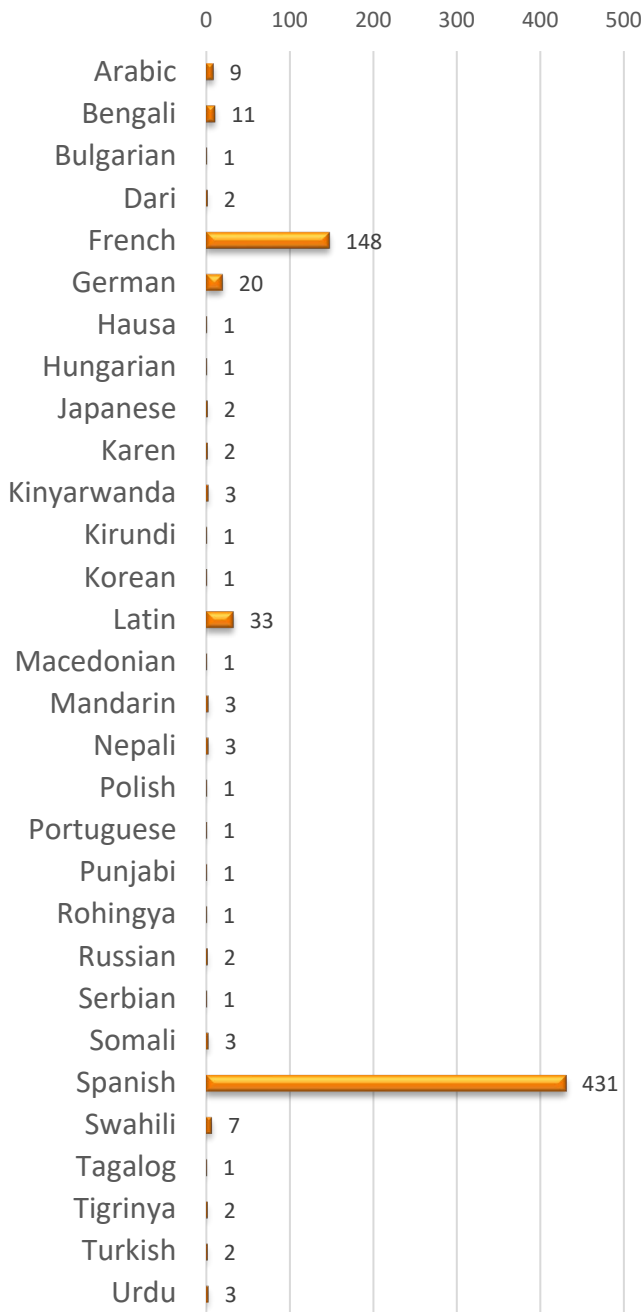 0 100 200 300 400 500
Arabic 9
Bengali 11
Bulgarian 1
Dari 2
French 148
German 20
Hausa 1
Hungarian 1
Japanese 2
Karen 2
Kinyarwanda 3
Kirundi 1
Korean 1
Latin 33
Macedonian 1
Mandarin 3
Nepali 3
Polish 1
Portuguese 1
Punjabi 1
Rohingya 1
Russian 2
Serbian 1
Somali 3
Spanish 431
Swahili 7
Tagalog 1
Tigrinya 2
Turkish 2
Urdu 3